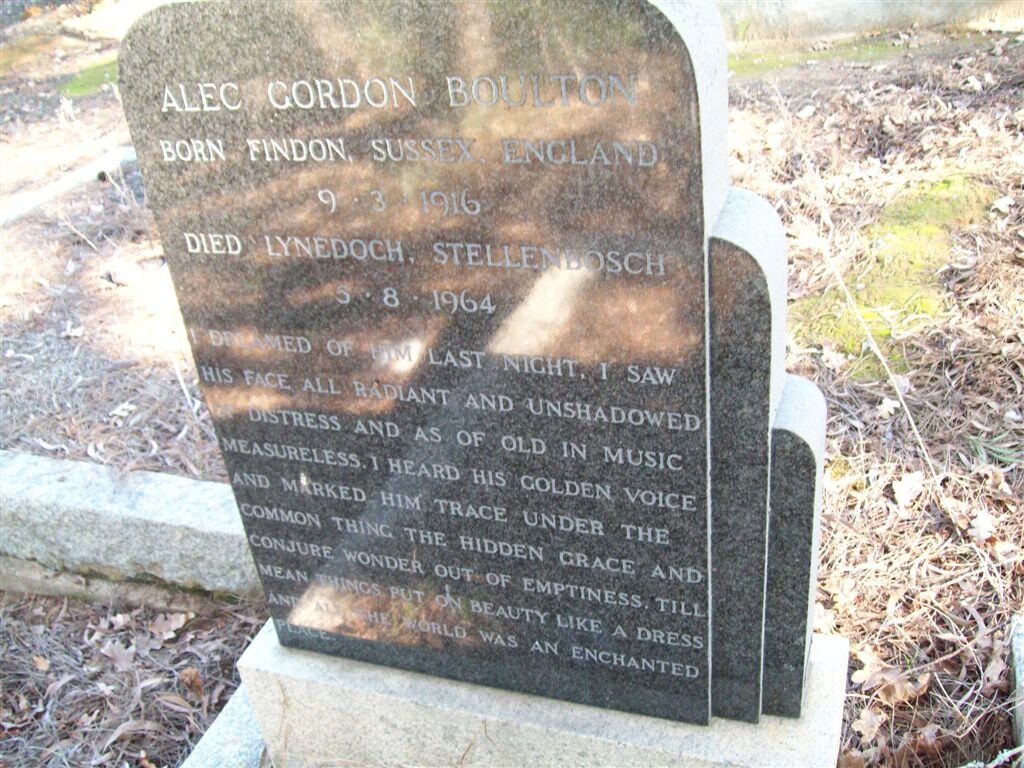 ALEC GORDON BOULTON
BORN FINDON, SUSSEX, ENGLAND
9 · 3 · 1916
DIED LYNEDOCH, STELLENBOSCH
5 · 8 · 1964
I DREAMED OF HIM LAST NIGHT, I SAW
HIS FACE ALL RADIANT AND UNSHADOWED
DISTRESS AND AS OF OLD IN MUSIC
MEASURELESS, I HEARD HIS GOLDEN VOICE
AND MARKED HIM TRACE UNDER THE
COMMON THING THE HIDDEN GRACE AND
CONJURE WONDER OUT OF EMPTINESS, TILL
MEAN THINGS PUT ON BEAUTY LIKE A DRESS
AND ALL THE WORLD WAS AN ENCHANTED
PLACE